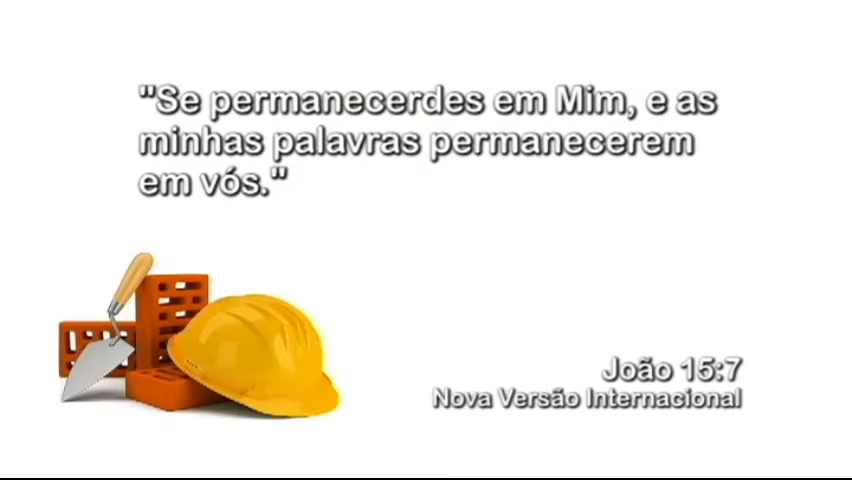 "Se permanecerdes em Mim, e as
minhas palavras permanecerem
em vós."
João 15:7
Nova Versão Internacional